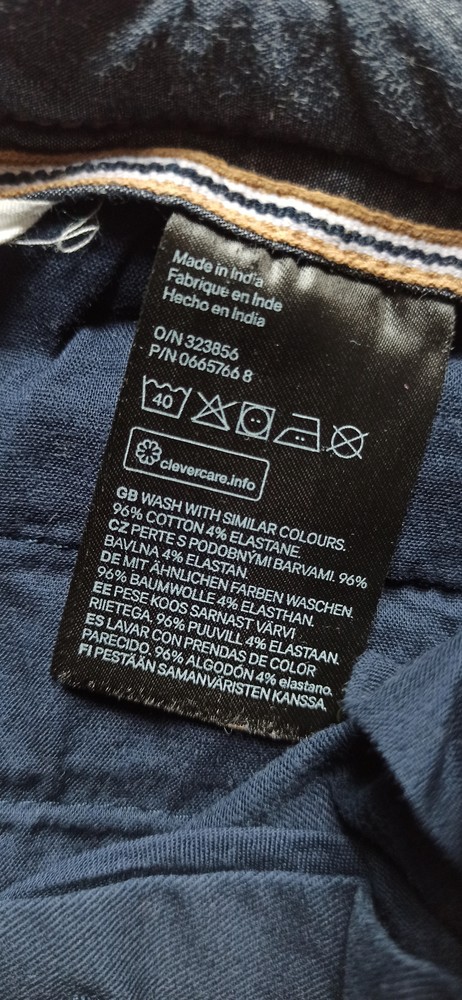 Made in India
Fabriqué en Inde
Hecho en India
O/N 323856
P/N 0665766 8
40
clevercare.info
GB WASH WITH SIMILAR COLOURS.
96% COTTON 4% ELASTANE.
CZ PERTE S PODOBNÝMI BARVAMI. 96%
BAVLNA 4% ELASTAN.
DE MIT ÄHNLICHEN FARBEN WASCHEN.
96% BAUMWOLLE 4% ELASTHAN.
EE PESE KOOS SARNAST VÄRVI
RIIETEGA. 96% PUUVILL 4% ELASTAAN.
ES LAVAR CON PRENDAS DE COLOR
PARECIDO. 96% ALGODÓN 4% elastano.
FI PESTÄÄN SAMANVÄRISTEN KANSSA.